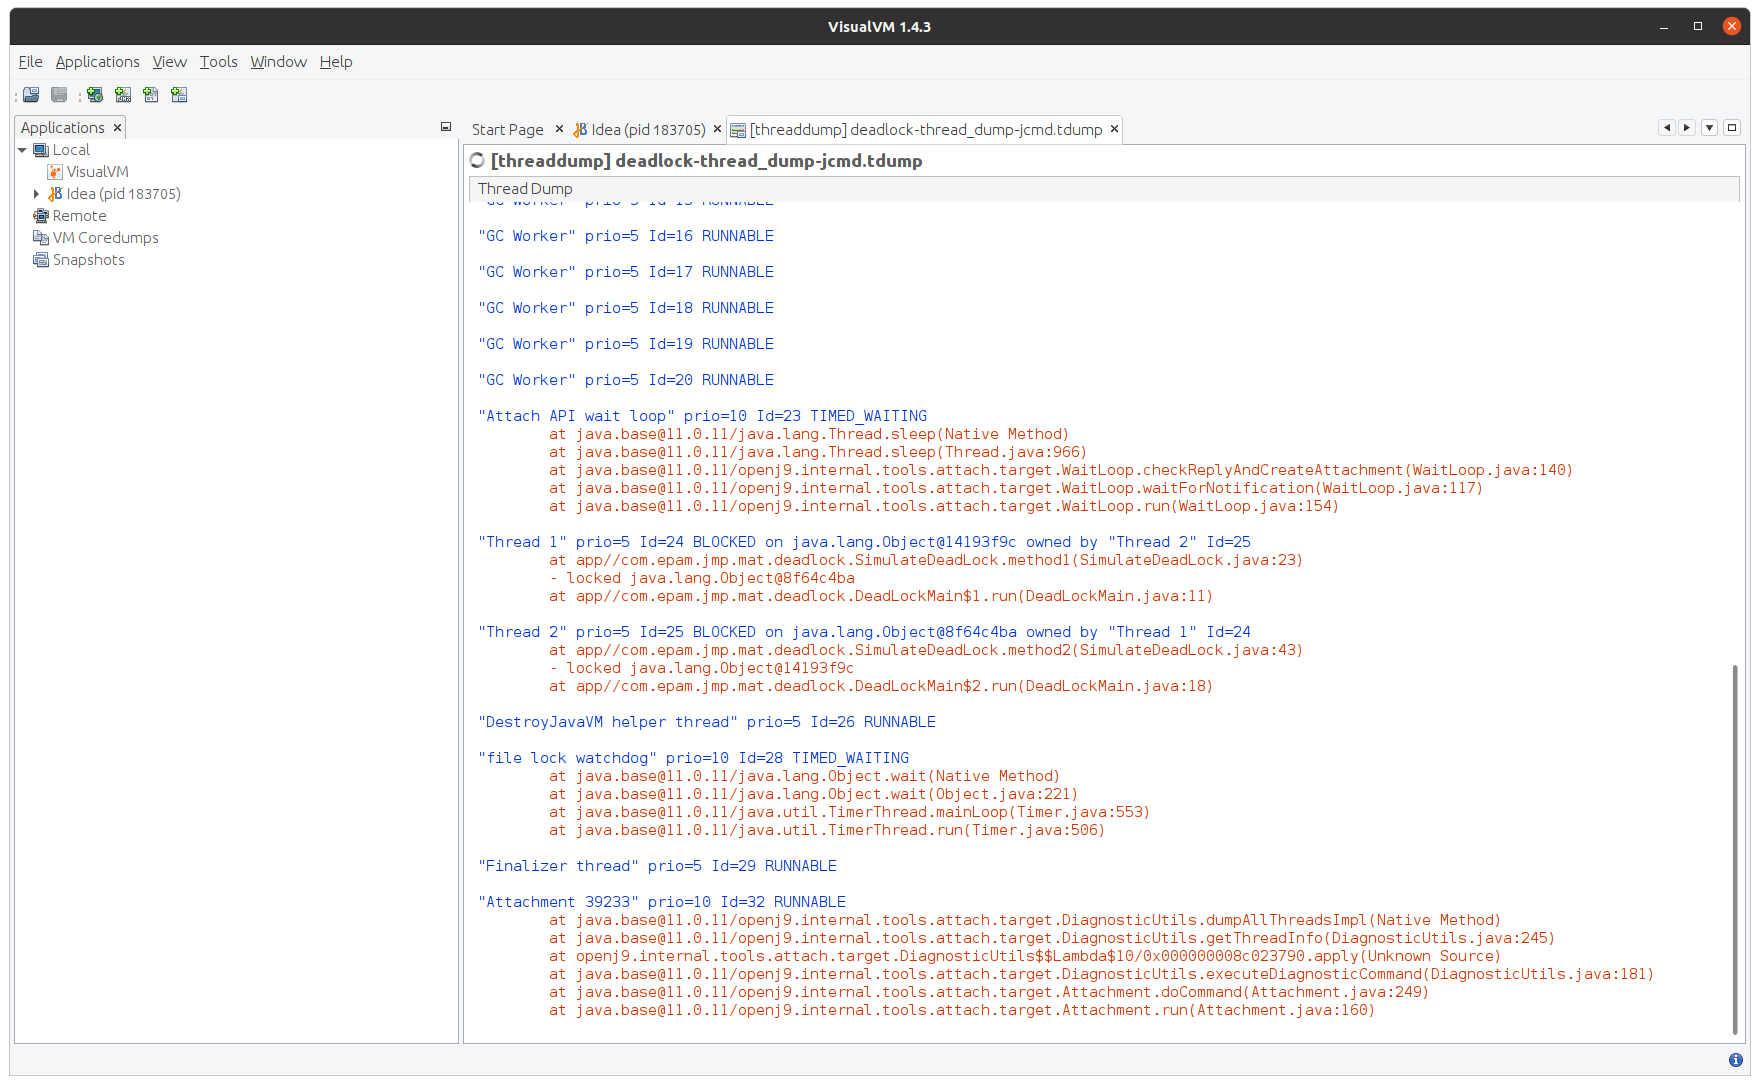 VisualVM 1.4.3
File Applications View Tools Window Help
Applications
Local
VisualVM
Idea (pid 183705)
Remote
VM Coredumps
Snapshots
Start Page Idea (pid 183705) [threaddump] deadlock-thread_dump-jcmd.tdump
[threaddump] deadlock-thread_dump-jcmd.tdump
Thread Dump
"GC Worker" prio=5 Id=15 RUNNABLE
"GC Worker" prio=5 Id=16 RUNNABLE
"GC Worker" prio=5 Id=17 RUNNABLE
"GC Worker" prio=5 Id=18 RUNNABLE
"GC Worker" prio=5 Id=19 RUNNABLE
"GC Worker" prio=5 Id=20 RUNNABLE
"Attach API wait loop" prio=10 Id=23 TIMED_WAITING
at java.base@11.0.11/java.lang.Thread.sleep(Native Method)
at java.base@11.0.11/java.lang.Thread.sleep(Thread.java:966)
at java.base@11.0.11/openj9.internal.tools.attach.target.WaitLoop.checkReplyAndCreateAttachment(WaitLoop.java:140)
at java.base@11.0.11/openj9.internal.tools.attach.target.WaitLoop.waitForNotification(WaitLoop.java:117)
at java.base@11.0.11/openj9.internal.tools.attach.target.WaitLoop.run(WaitLoop.java:154)
"Thread 1" prio=5 Id=24 BLOCKED on java.lang.Object@14193f9c owned by "Thread 2" Id=25
at app//com.epam.jmp.mat.deadlock.SimulateDeadLock.method1(SimulateDeadLock.java:23)
- locked java.lang.Object@8f64c4ba
at app//com.epam.jmp.mat.deadlock.DeadLockMain$1.run(DeadLockMain.java:11)
"Thread 2" prio=5 Id=25 BLOCKED on java.lang.Object@8f64c4ba owned by "Thread 1" Id=24
at app//com.epam.jmp.mat.deadlock.SimulateDeadLock.method2(SimulateDeadLock.java:43)
- locked java.lang.Object@14193f9c
at app//com.epam.jmp.mat.deadlock.DeadLockMain$2.run(DeadLockMain.java:18)
"DestroyJavaVM helper thread" prio=5 Id=26 RUNNABLE
"file lock watchdog" prio=10 Id=28 TIMED_WAITING
at java.base@11.0.11/java.lang.Object.wait(Native Method)
at java.base@11.0.11/java.lang.Object.wait(Object.java:221)
at java.base@11.0.11/java.util.TimerThread.mainLoop(Timer.java:553)
at java.base@11.0.11/java.util.TimerThread.run(Timer.java:506)
"Finalizer thread" prio=5 Id=29 RUNNABLE
"Attachment 39233" prio=10 Id=32 RUNNABLE
at java.base@11.0.11/openj9.internal.tools.attach.target.DiagnosticUtils.dumpAllThreadsImpl(Native Method)
at java.base@11.0.11/openj9.internal.tools.attach.target.DiagnosticUtils.getThreadInfo(DiagnosticUtils.java:245)
at openj9.internal.tools.attach.target.DiagnosticUtils$$Lambda$10/0x000000008c023790.apply(Unknown Source)
at java.base@11.0.11/openj9.internal.tools.attach.target.DiagnosticUtils.executeDiagnosticCommand(DiagnosticUtils.java:181)
at java.base@11.0.11/openj9.internal.tools.attach.target.Attachment.doCommand(Attachment.java:249)
at java.base@11.0.11/openj9.internal.tools.attach.target.Attachment.run(Attachment.java:160)